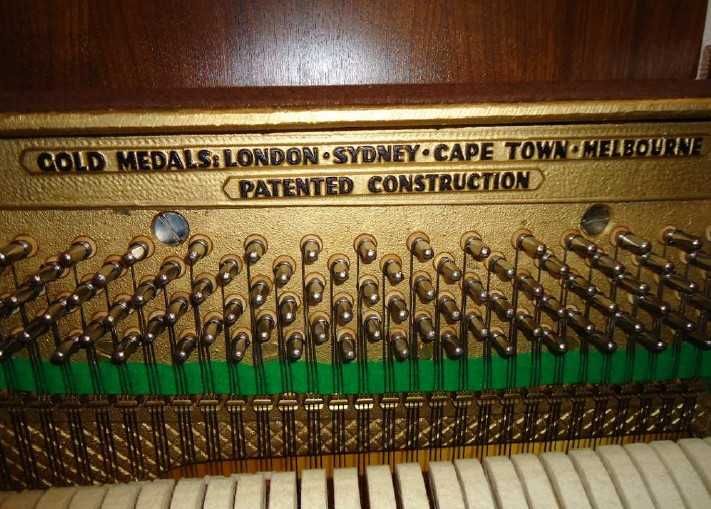 GOLD MEDALS: LONDON · SYDNEY · CAPE TOWN · MELBOURNE
PATENTED CONSTRUCTION